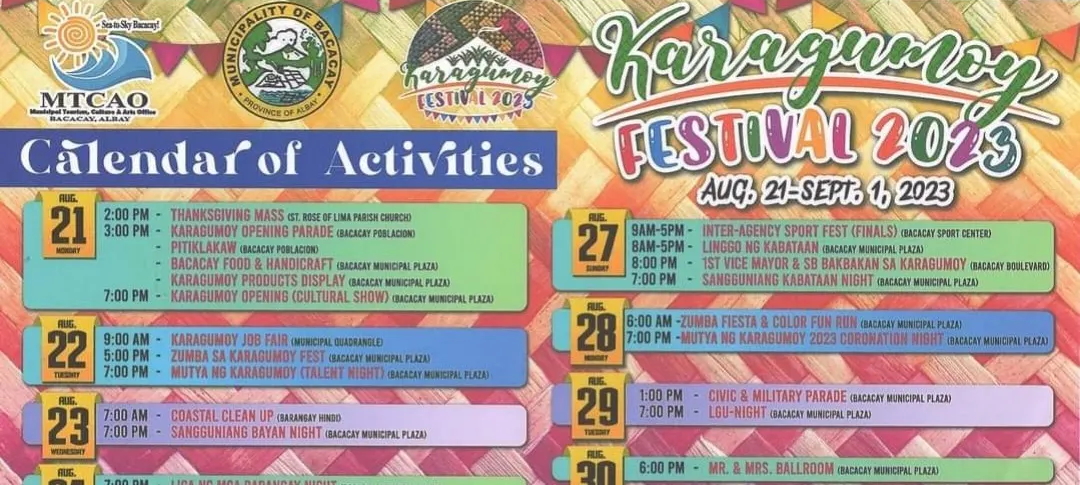 Sea-to-Sky Bacacay!
MTCAO
Municipal Tourism, Culture & Arts Office
BACACAY, ALBAY
MUNICIPALITY OF BACACAY
PROVINCE OF ALBAY
Karagumoy
FESTIVAL 2023
Karagumoy
FESTIVAL 2023
AUG. 21-SEPT. 1, 2023
Calendar of Activities
AUG.
21
MONDAY
2:00 PM - THANKSGIVING MASS (ST. ROSE OF LIMA PARISH CHURCH)
3:00 PM - KARAGUMOY OPENING PARADE (BACACAY POBLACION)
- PITIKLAKAW (BACACAY POBLACION)
- BACACAY FOOD & HANDICRAFT (BACACAY MUNICIPAL PLAZA)
- KARAGUMOY PRODUCTS DISPLAY (BACACAY MUNICIPAL PLAZA)
7:00 PM - KARAGUMOY OPENING (CULTURAL SHOW) (BACACAY MUNICIPAL PLAZA)
AUG.
22
TUESDAY
9:00 AM - KARAGUMOY JOB FAIR (MUNICIPAL QUADRANGLE)
5:00 PM - ZUMBA SA KARAGUMOY FEST (BACACAY MUNICIPAL PLAZA)
7:00 PM - MUTYA NG KARAGUMOY (TALENT NIGHT) (BACACAY MUNICIPAL PLAZA)
AUG.
23
WEDNESDAY
7:00 AM - COASTAL CLEAN UP (BARANGAY HINDI)
7:00 PM - SANGGUNIANG BAYAN NIGHT (BACACAY MUNICIPAL PLAZA)
AUG.
24
7:00 PM - LIGA NG MGA BARANGAY NIGHT
AUG.
27
SUNDAY
9AM-5PM - INTER-AGENCY SPORT FEST (FINALS) (BACACAY SPORT CENTER)
8AM-5PM - LINGGO NG KABATAAN (BACACAY MUNICIPAL PLAZA)
8:00 PM - 1ST VICE MAYOR & SB BAKBAKAN SA KARAGUMOY (BACACAY BOULEVARD)
7:00 PM - SANGGUNIANG KABATAAN NIGHT (BACACAY MUNICIPAL PLAZA)
AUG.
28
MONDAY
6:00 AM -ZUMBA FIESTA & COLOR FUN RUN (BACACAY MUNICIPAL PLAZA)
7:00 PM -MUTYA NG KARAGUMOY 2023 CORONATION NIGHT (BACACAY MUNICIPAL PLAZA)
AUG.
29
TUESDAY
1:00 PM - CIVIC & MILITARY PARADE (BACACAY MUNICIPAL PLAZA)
7:00 PM - LGU-NIGHT (BACACAY MUNICIPAL PLAZA)
AUG.
30
6:00 PM - MR. & MRS. BALLROOM (BACACAY MUNICIPAL PLAZA)